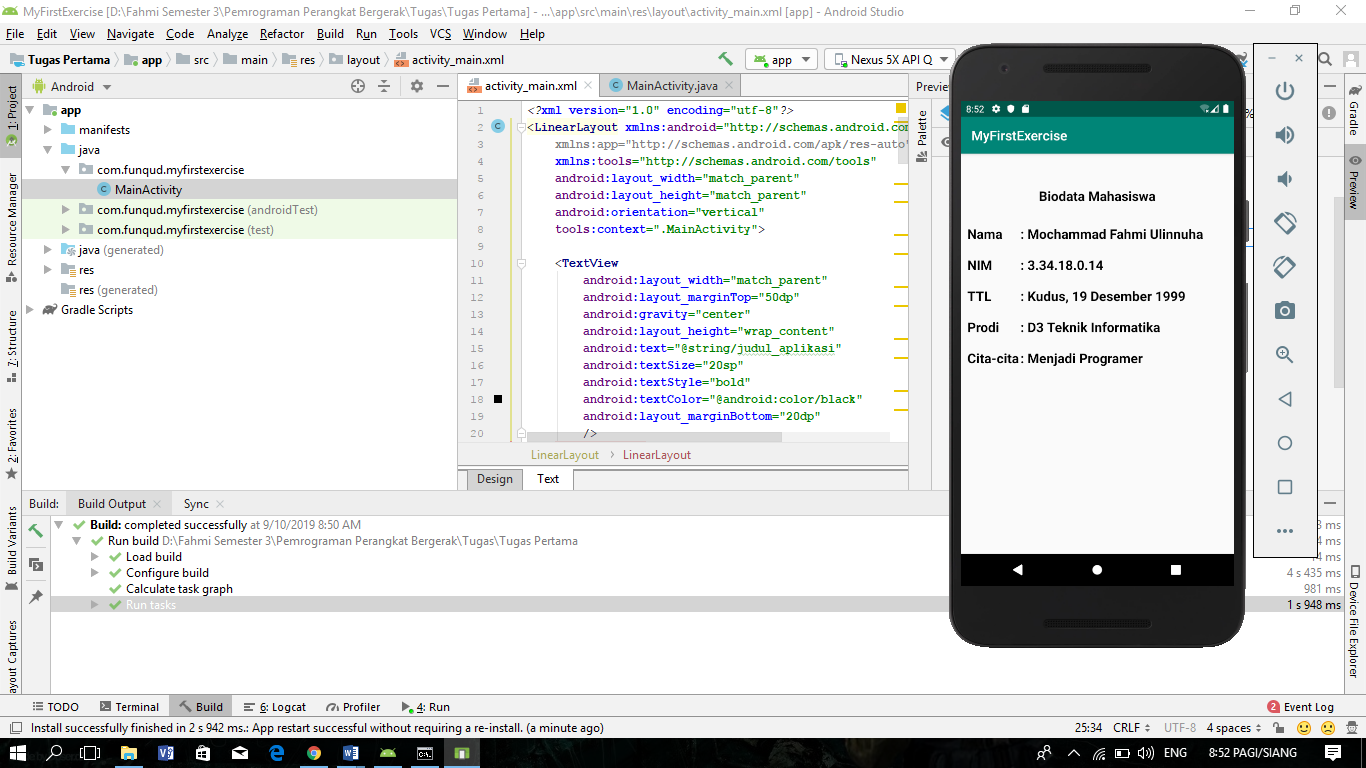 MyFirstExercise [D:\Fahmi Semester 3\Pemrograman Perangkat Bergerak\Tugas\Tugas Pertama] - ...\app\src\main\res\layout\activity_main.xml [app] - Android Studio
File Edit View Navigate Code Analyze Refactor Build Run Tools VCS Window Help
Tugas Pertama app src main res layout activity_main.xml app Nexus 5X API Q
1: Project
Resource Manager
7: Structure
2: Favorites
Build Variants
ayout Captures
Android
app
manifests
java
com.funqud.myfirstexercise
MainActivity
com.funqud.myfirstexercise (androidTest)
com.funqud.myfirstexercise (test)
java (generated)
res
res (generated)
Gradle Scripts
activity_main.xml MainActivity.java
1 <?xml version="1.0" encoding="utf-8"?>
2 <LinearLayout xmlns:android="http://schemas.android.com
3 xmlns:app="http://schemas.android.com/apk/res-auto"
4 xmlns:tools="http://schemas.android.com/tools"
5 android:layout_width="match_parent"
6 android:layout_height="match_parent"
7 android:orientation="vertical"
8 tools:context=".MainActivity">
9
10 <TextView
11 android:layout_width="match_parent"
12 android:layout_marginTop="50dp"
13 android:gravity="center"
14 android:layout_height="wrap_content"
15 android:text="@string/judul_aplikasi"
16 android:textSize="20sp"
17 android:textStyle="bold"
18 android:textColor="@android:color/black"
19 android:layout_marginBottom="20dp"
20 />
LinearLayout LinearLayout
Design Text
Previe
Palette
%
8:52
MyFirstExercise
Biodata Mahasiswa
Nama : Mochammad Fahmi Ulinnuha
NIM : 3.34.18.0.14
TTL : Kudus, 19 Desember 1999
Prodi : D3 Teknik Informatika
Cita-cita : Menjadi Programer
Gradle
Preview
Device File Explorer
Build: Build Output Sync
Build: completed successfully at 9/10/2019 8:50 AM
Run build D:\Fahmi Semester 3\Pemrograman Perangkat Bergerak\Tugas\Tugas Pertama
Load build
Configure build 4 s 435 ms
Calculate task graph 981 ms
Run tasks 1 s 948 ms
TODO Terminal Build 6: Logcat Profiler 4: Run 2 Event Log
Install successfully finished in 2 s 942 ms.: App restart successful without requiring a re-install. (a minute ago) 25:34 CRLF UTF-8 4 spaces
ENG 8:52 PAGI/SIANG